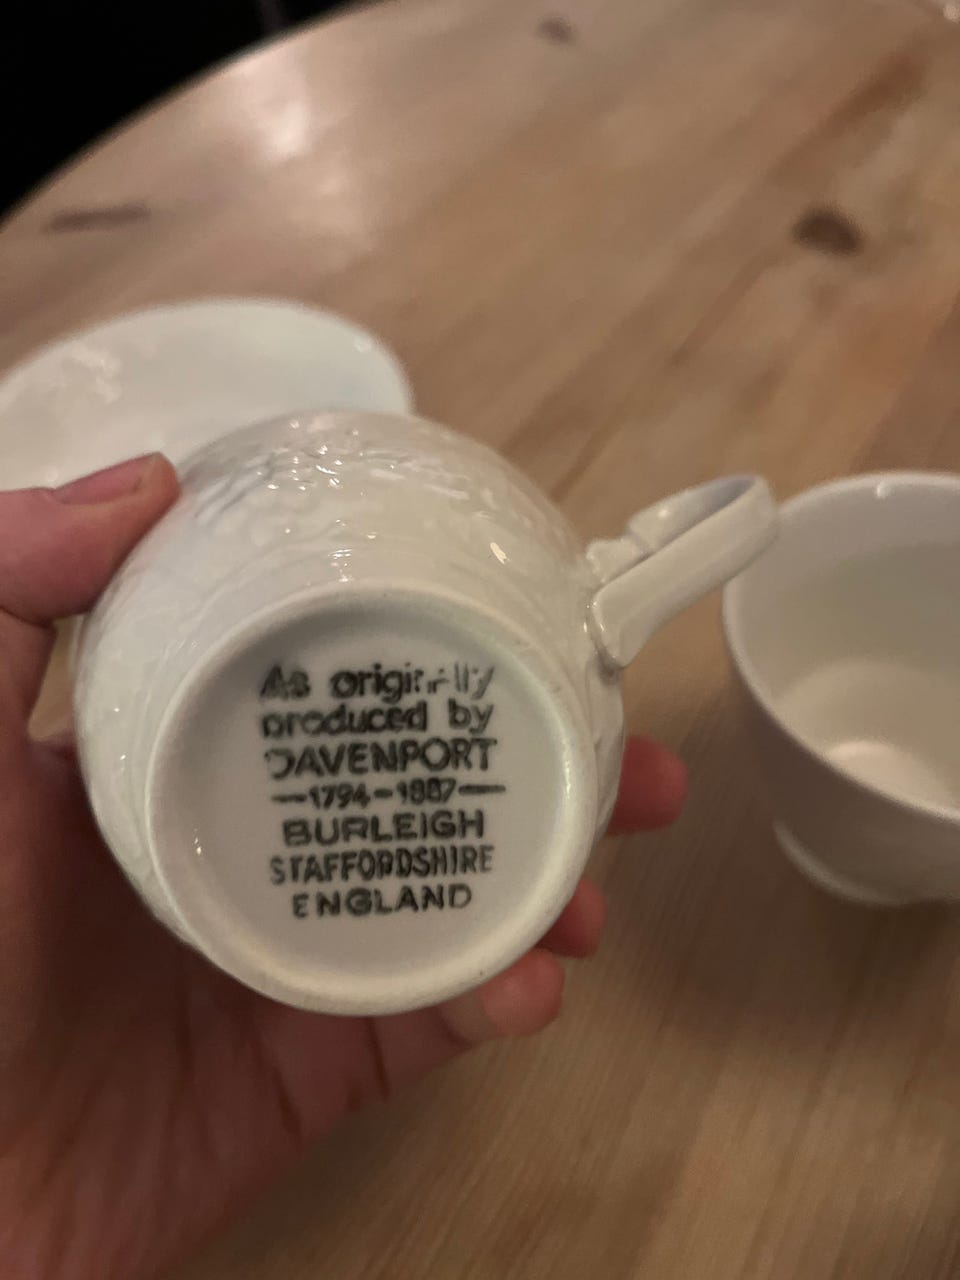 As originally
produced by
DAVENPORT
—1794-1887—
BURLEIGH
STAFFORDSHIRE
ENGLAND